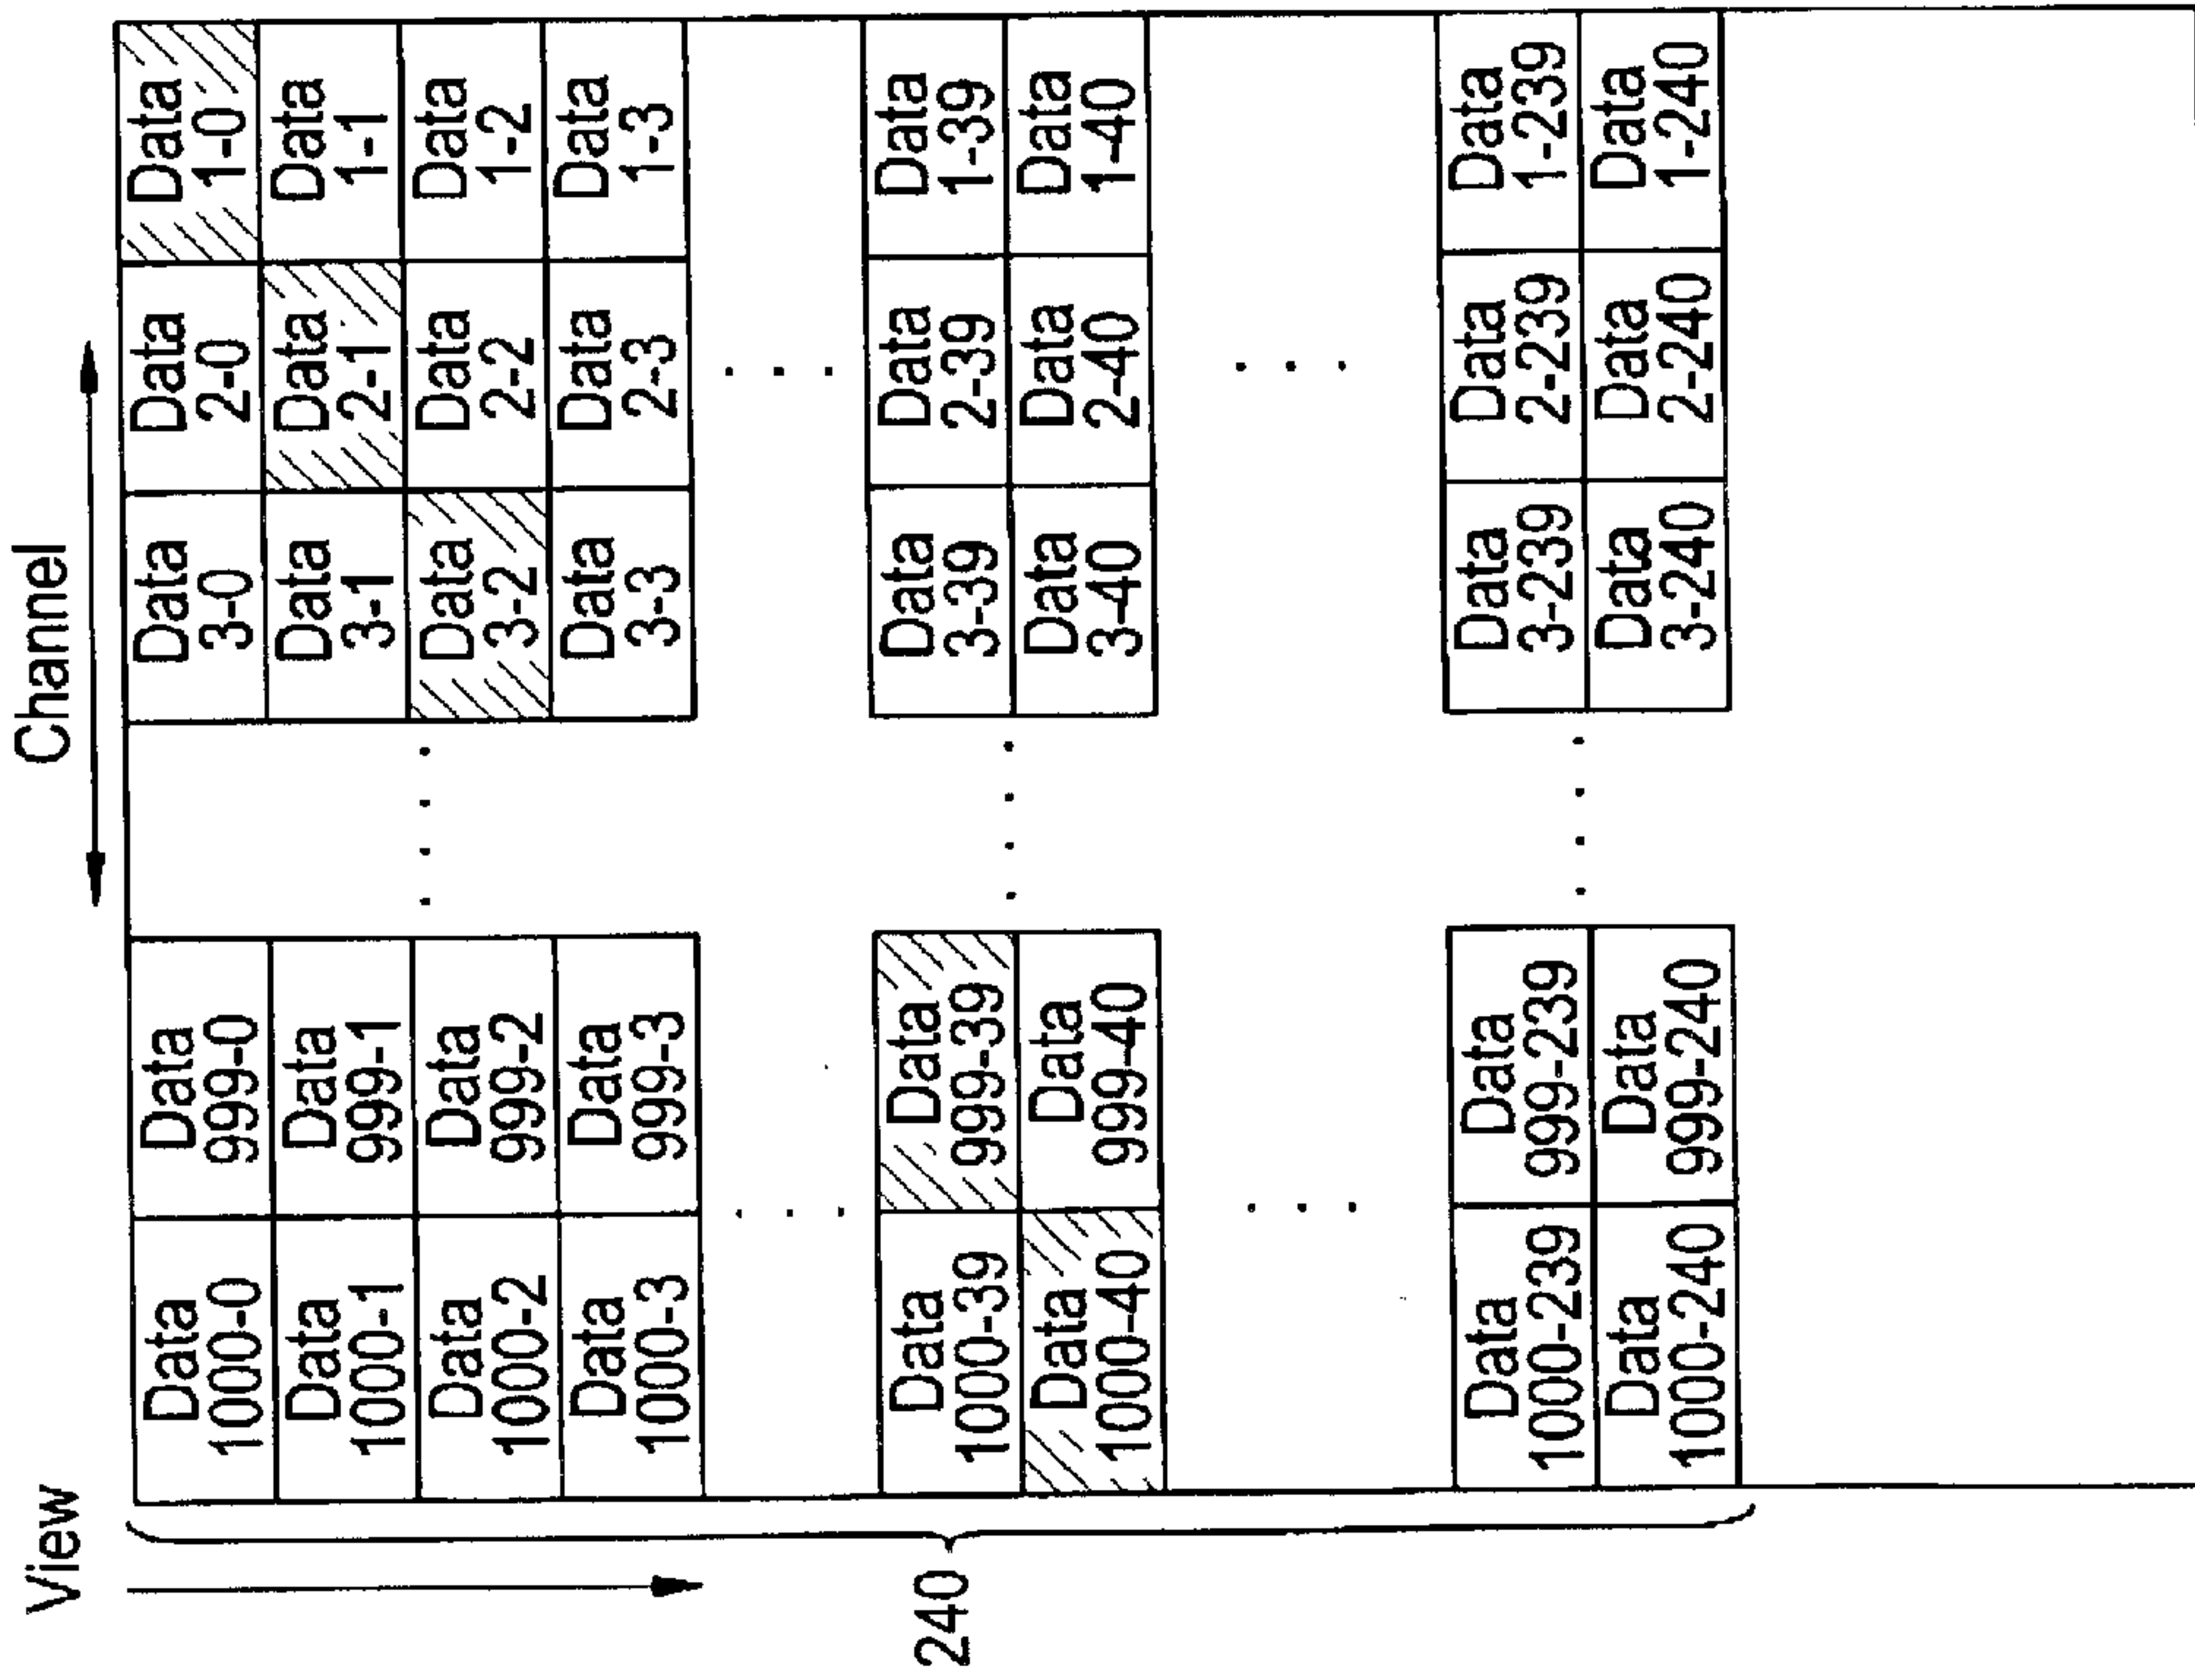 View
Channel
Data
1000-0
Data
999-0
Data
3-0
Data
2-0
Data
1-0
Data
1000-1
Data
999-1
Data
3-1
Data
2-1
Data
1-1
Data
1000-2
Data
999-2
Data
3-2
Data
2-2
Data
1-2
Data
1000-3
Data
999-3
Data
3-3
Data
2-3
Data
1-3
240
Data
1000-39
Data
999-39
Data
3-39
Data
2-39
Data
1-39
Data
1000-40
Data
999-40
Data
3-40
Data
2-40
Data
1-40
Data
1000-239
Data
999-239
Data
3-239
Data
2-239
Data
1-239
Data
1000-240
Data
999-240
Data
3-240
Data
2-240
Data
1-240